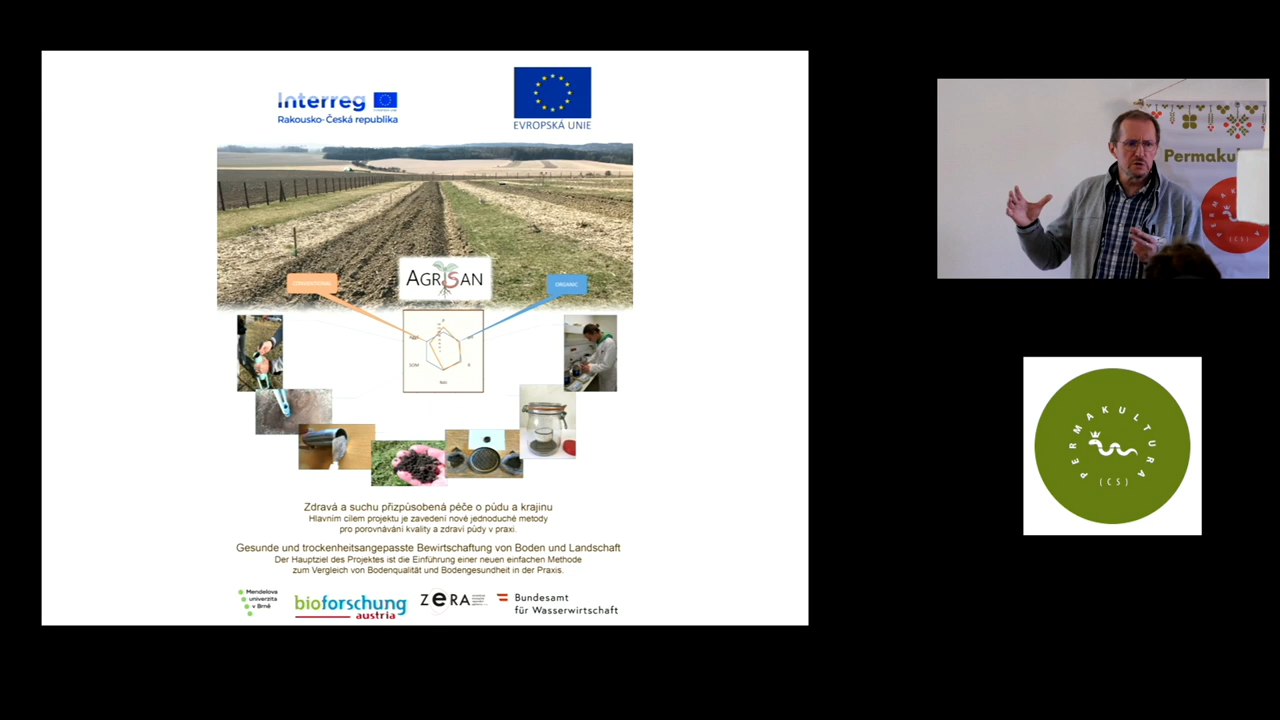 Interreg
Rakousko-Česká republika
EVROPSKÁ UNIE
CONVENTIONAL
AGRISAN
ORGANIC
Zdravá a suchu přizpůsobená péče o půdu a krajinu
Hlavním cílem projektu je zavedení nové jednoduché metody
pro porovnávání kvality a zdraví půdy v praxi.
Gesunde und trockenheitsangepasste Bewirtschaftung von Boden und Landschaft
Der Hauptziel des Projektes ist die Einführung einer neuen einfachen Methode
zum Vergleich von Bodenqualität und Bodengesundheit in der Praxis.
Mendelova
univerzita
v Brně
bioforschung
austria
ZeRA
Bundesamt
für Wasserwirtschaft
Permakul
PERMAKULTURA
(CS)
PERMAKULTURA
(CS)